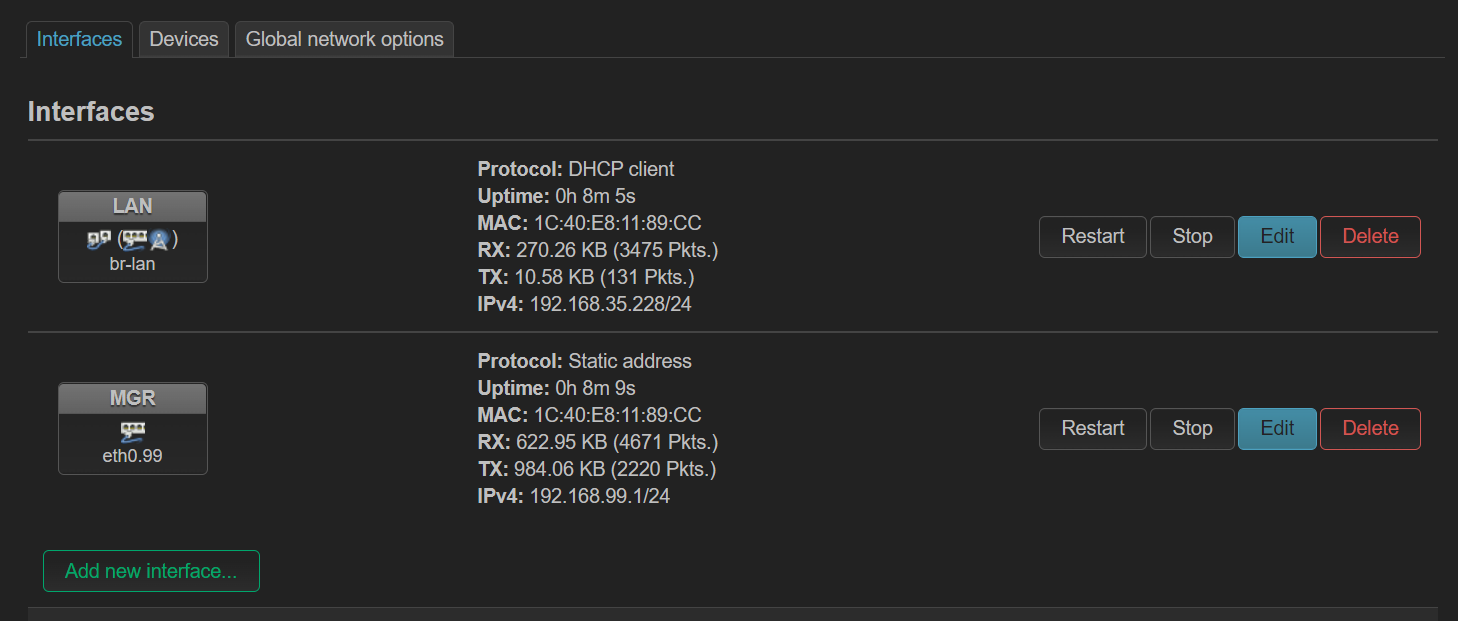 Interfaces Devices Global network options
Interfaces
LAN
( )
br-lan
Protocol: DHCP client
Uptime: 0h 8m 5s
MAC: 1C:40:E8:11:89:CC
RX: 270.26 KB (3475 Pkts.)
TX: 10.58 KB (131 Pkts.)
IPv4: 192.168.35.228/24
Restart Stop Edit Delete
MGR
eth0.99
Protocol: Static address
Uptime: 0h 8m 9s
MAC: 1C:40:E8:11:89:CC
RX: 622.95 KB (4671 Pkts.)
TX: 984.06 KB (2220 Pkts.)
IPv4: 192.168.99.1/24
Restart Stop Edit Delete
Add new interface...